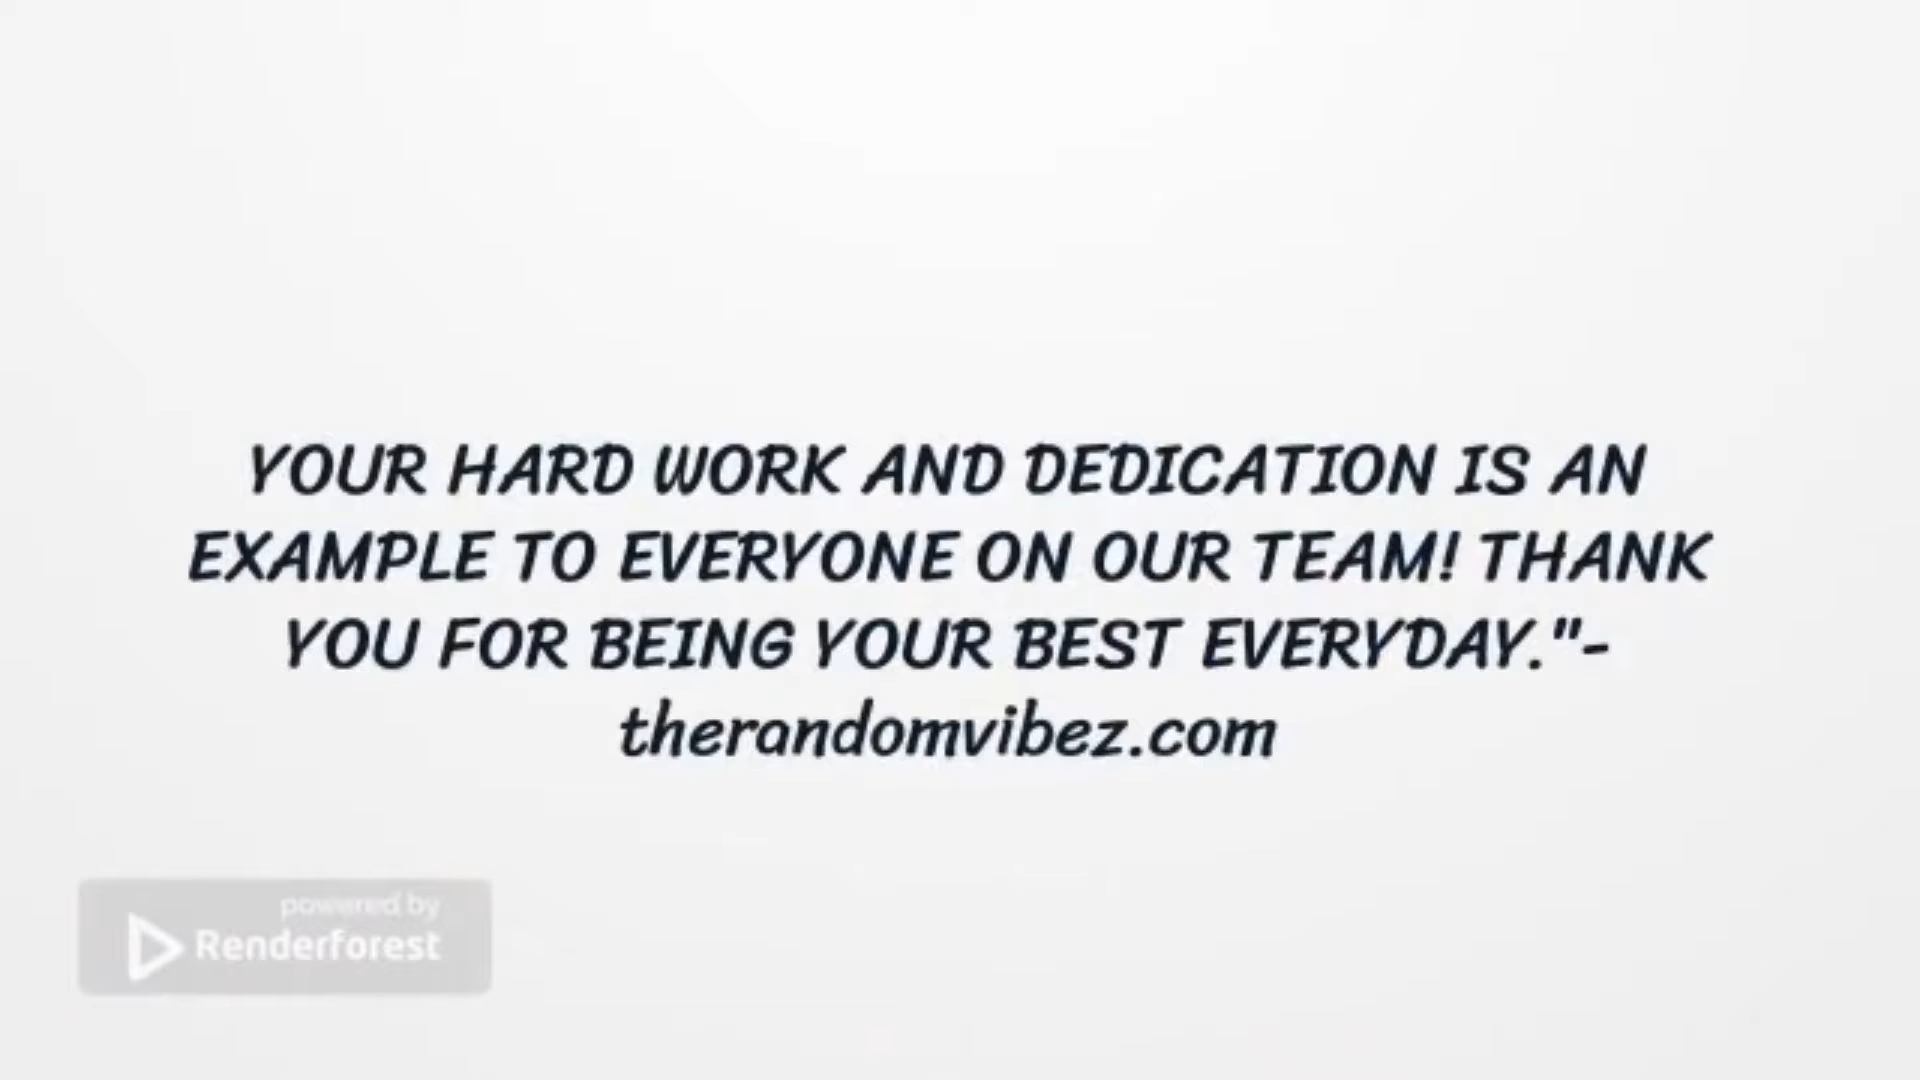 YOUR HARD WORK AND DEDICATION IS AN
EXAMPLE TO EVERYONE ON OUR TEAM! THANK
YOU FOR BEING YOUR BEST EVERYDAY."-
therandomvibez.com
powered by
Renderforest